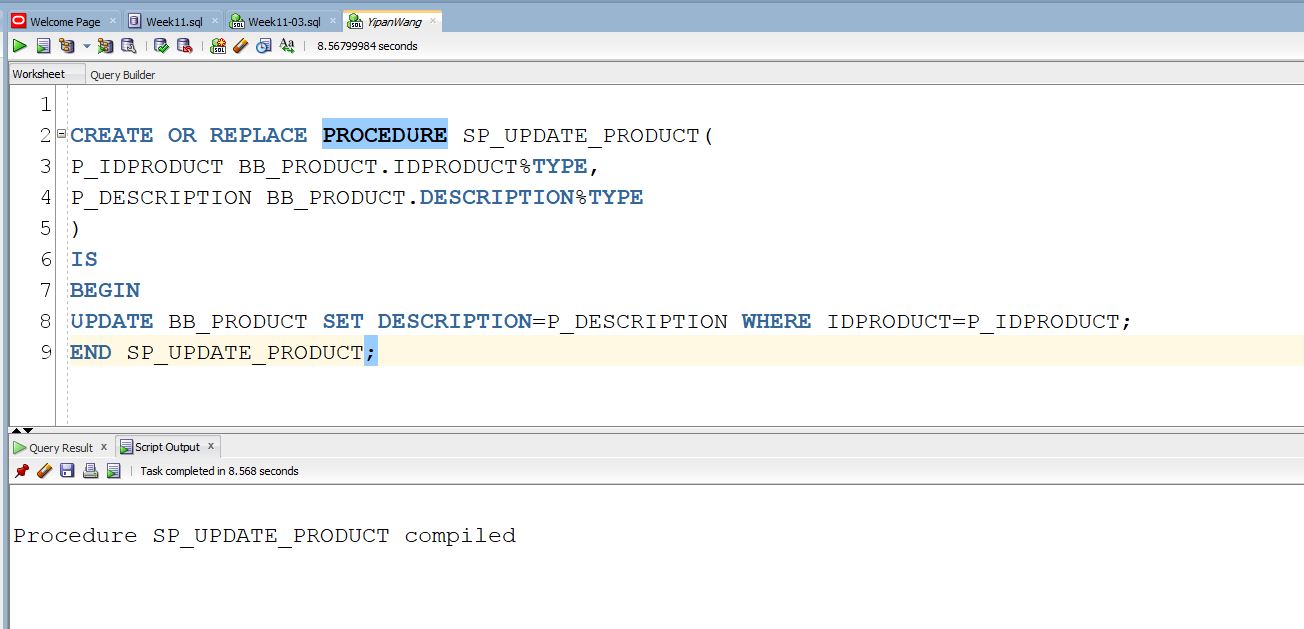 Welcome Page Week11.sql Week11-03.sql YipanWang
8.56799984 seconds
Worksheet Query Builder
1
2 CREATE OR REPLACE PROCEDURE SP_UPDATE_PRODUCT(
3 P_IDPRODUCT BB_PRODUCT.IDPRODUCT%TYPE,
4 P_DESCRIPTION BB_PRODUCT.DESCRIPTION%TYPE
5 )
6 IS
7 BEGIN
8 UPDATE BB_PRODUCT SET DESCRIPTION=P_DESCRIPTION WHERE IDPRODUCT=P_IDPRODUCT;
9 END SP_UPDATE_PRODUCT;
Query Result x Script Output x
Task completed in 8.568 seconds
Procedure SP_UPDATE_PRODUCT compiled